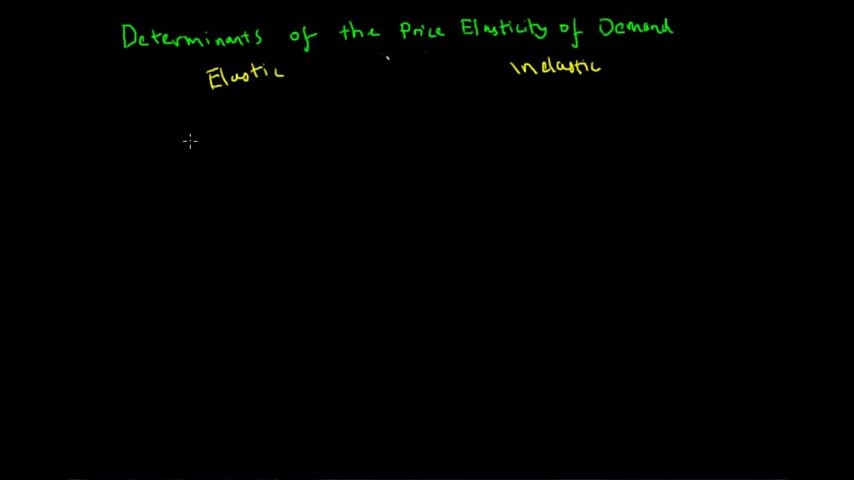 Determinants of the Price Elasticity of Demand
Elastic Inelastic